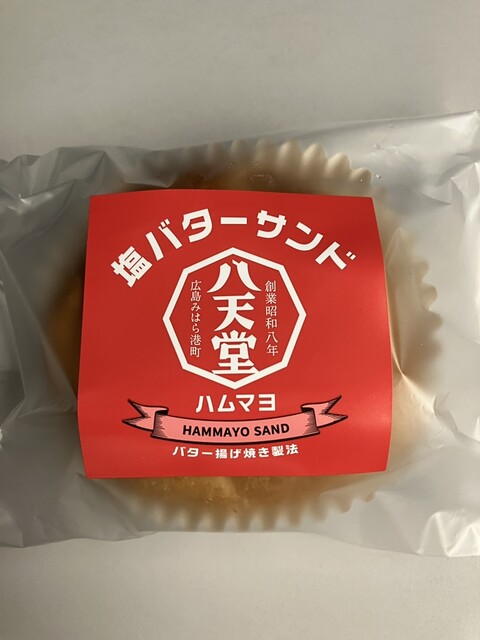 塩バターサンド
創業昭和八年
八天堂
広島みはら港町
ハムマヨ
HAMMAYO SAND
バター揚げ焼き製法